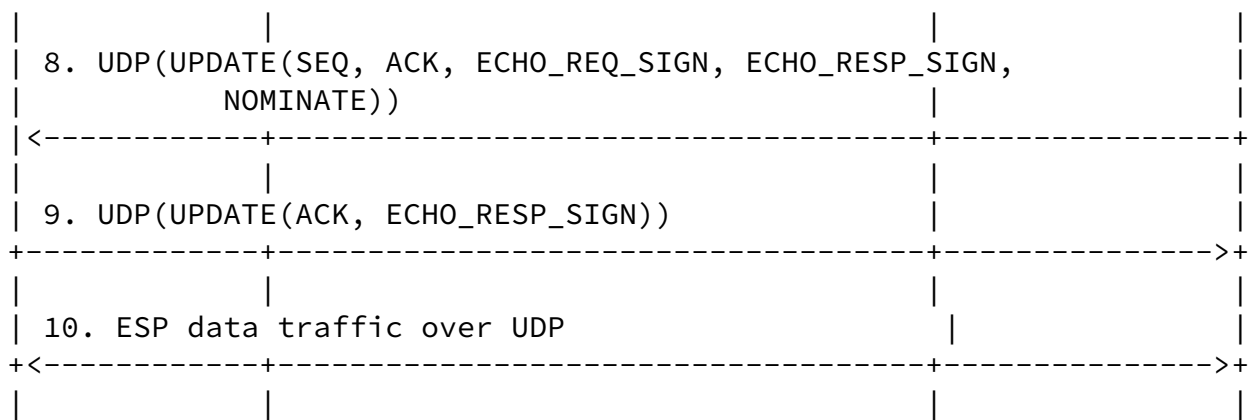 |             |                                    |                |
| 8. UDP(UPDATE(SEQ, ACK, ECHO_REQ_SIGN, ECHO_RESP_SIGN,            |
|           NOMINATE))                             |                |
|<------------+------------------------------------+----------------+
|             |                                    |                |
| 9. UDP(UPDATE(ACK, ECHO_RESP_SIGN))              |                |
+-------------+------------------------------------+--------------->+
|             |                                    |                |
| 10. ESP data traffic over UDP                     |               |
+<------------+------------------------------------+--------------->+
|             |                                    |                |